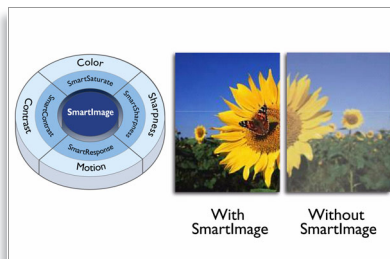 Color
SmartSaturate
Contrast
SmartContrast
SmartImage
SmartSharpness
Sharpness
SmartResponse
Motion
With
SmartImage
Without
SmartImage